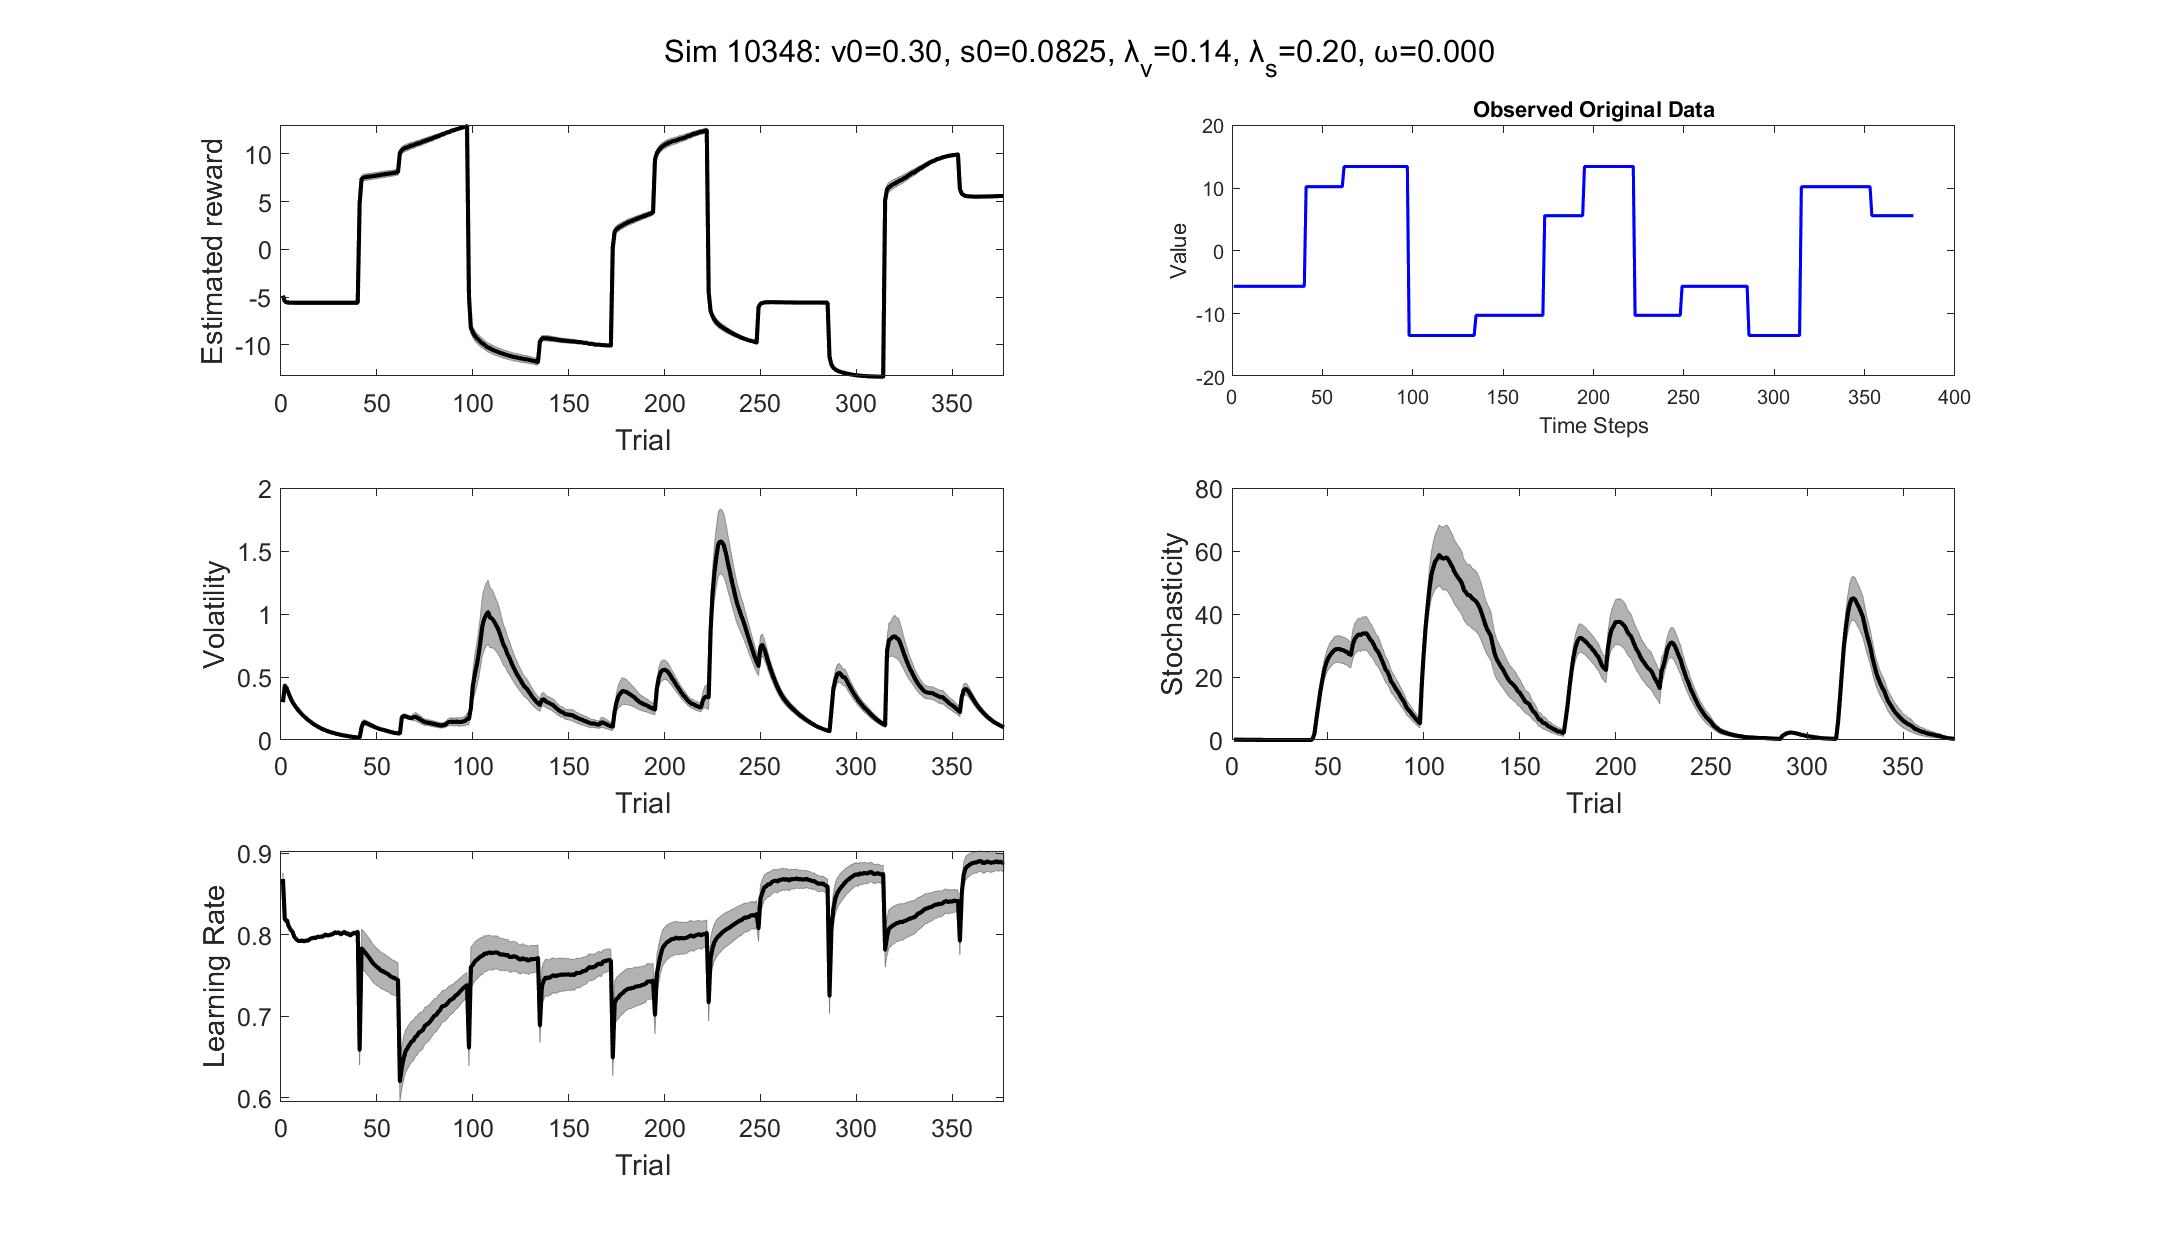 Sim 10348: v0=0.30, s0=0.0825, λv=0.14, λs=0.20, ω=0.000
Estimated reward
10
5
0
-5
-10
0 50 100 150 200 250 300 350
Trial
Observed Original Data
Value
20
10
0
-10
-20
0 50 100 150 200 250 300 350 400
Time Steps
Volatility
2
1.5
1
0.5
0
0 50 100 150 200 250 300 350
Trial
Stochasticity
80
60
40
20
0
0 50 100 150 200 250 300 350
Trial
Learning Rate
0.9
0.8
0.7
0.6
0 50 100 150 200 250 300 350
Trial